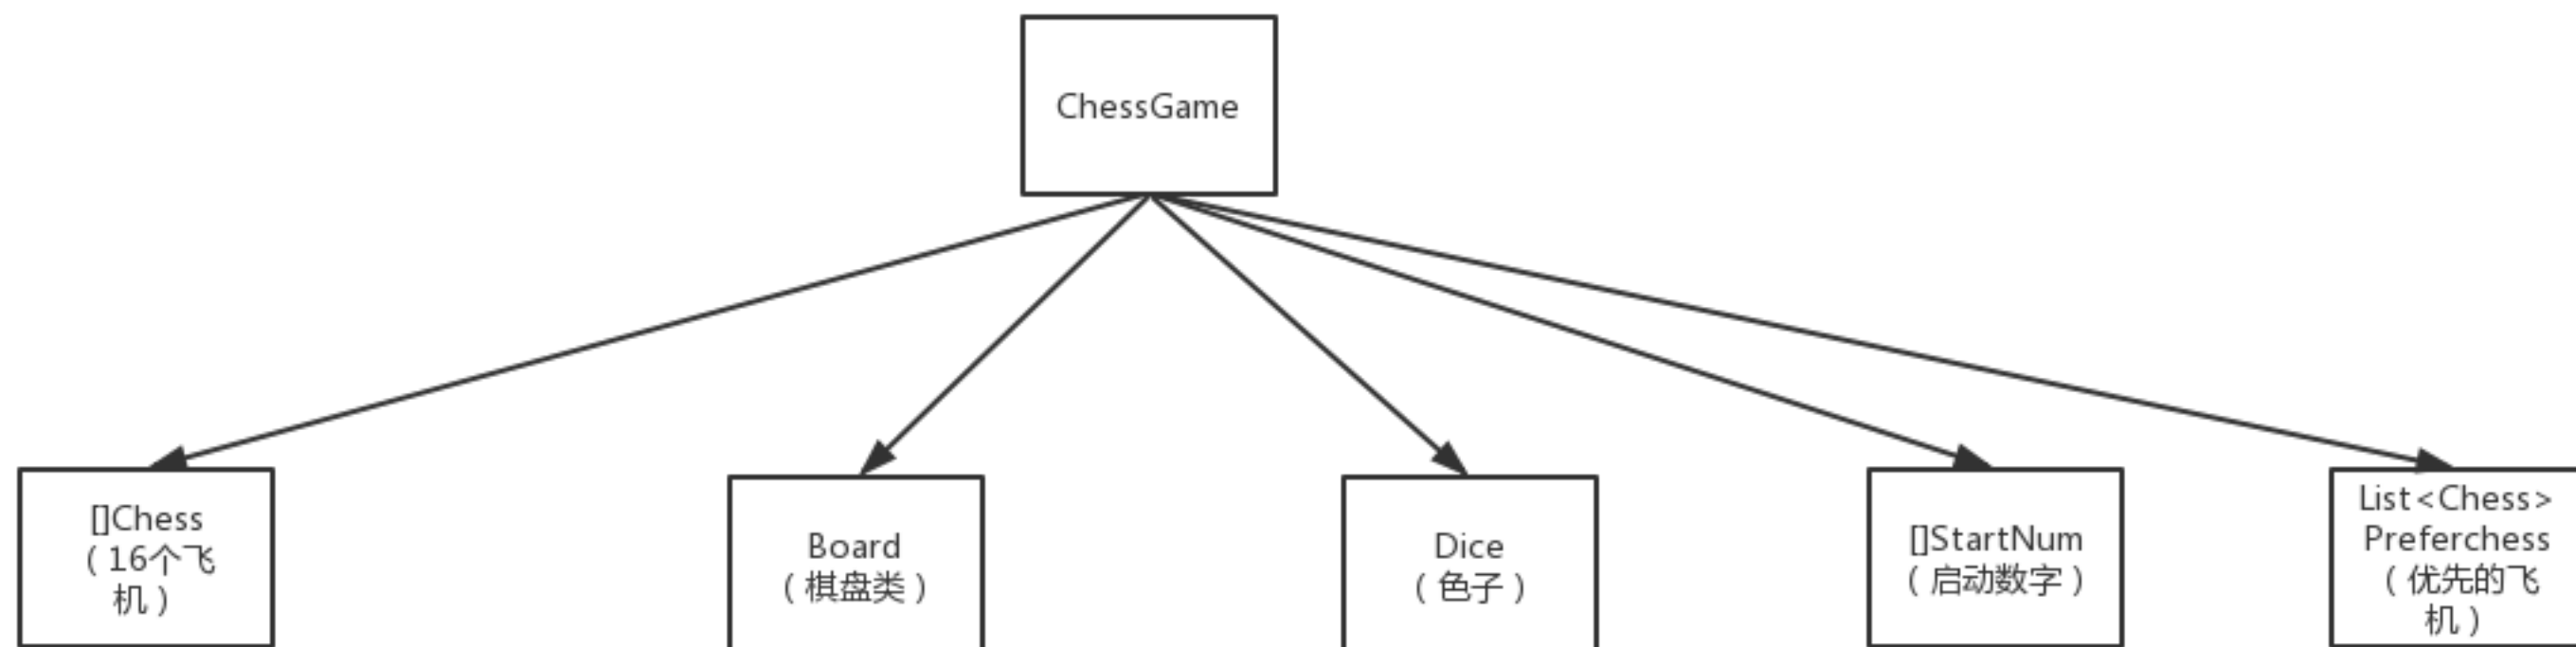 ChessGame
[]Chess
（16个飞
机）
Board
（棋盘类）
Dice
（色子）
[]StartNum
（启动数字）
List<Chess>
Preferchess
（优先的飞
机）